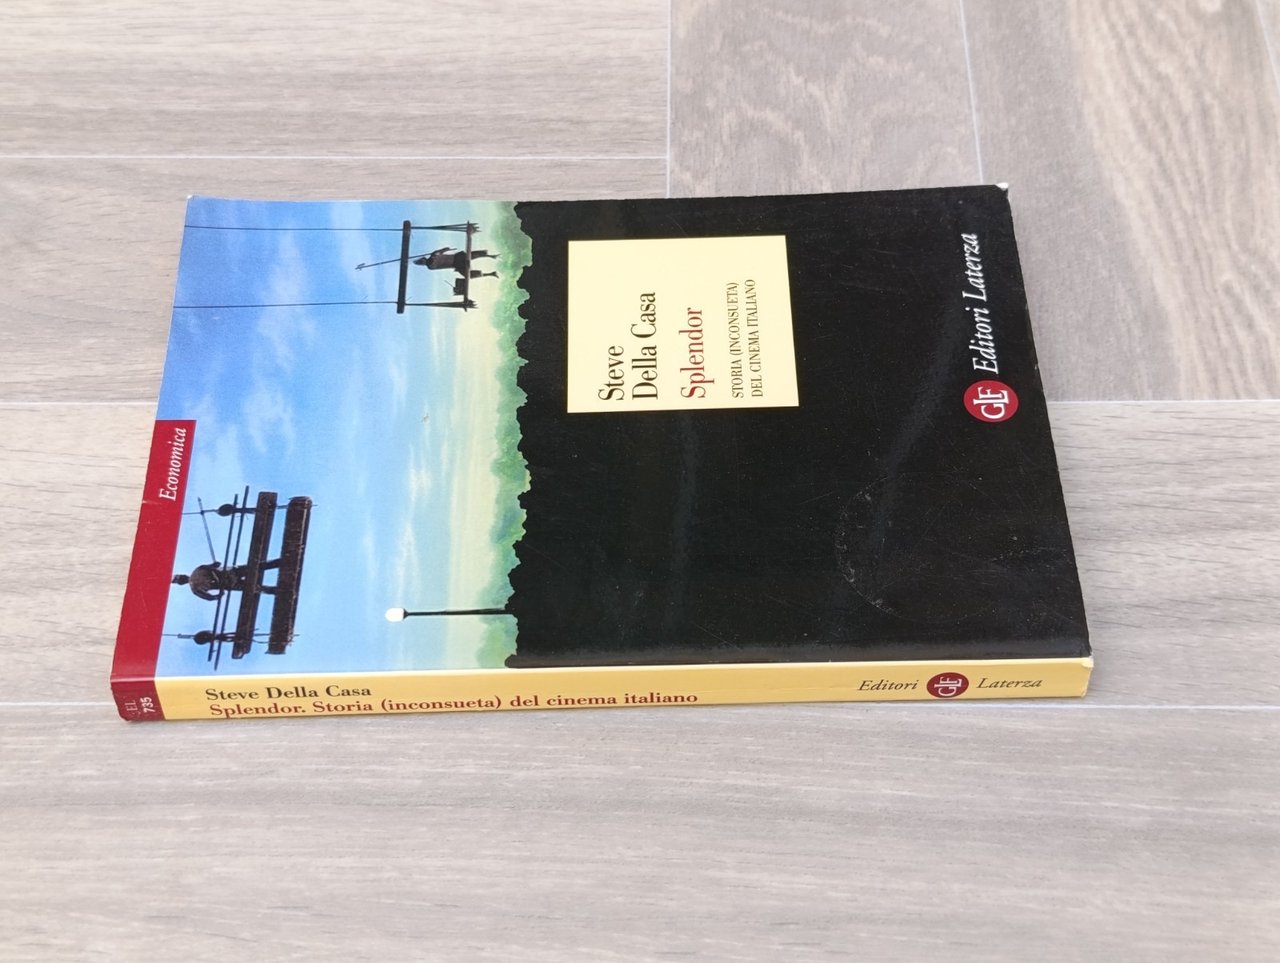 Economica
Steve
Della Casa
Splendor
STORIA (INCONSUETA)
DEL CINEMA ITALIANO
GLF Editori Laterza
EL
735
Steve Della Casa
Splendor. Storia (inconsueta) del cinema italiano
Editori GLF Laterza